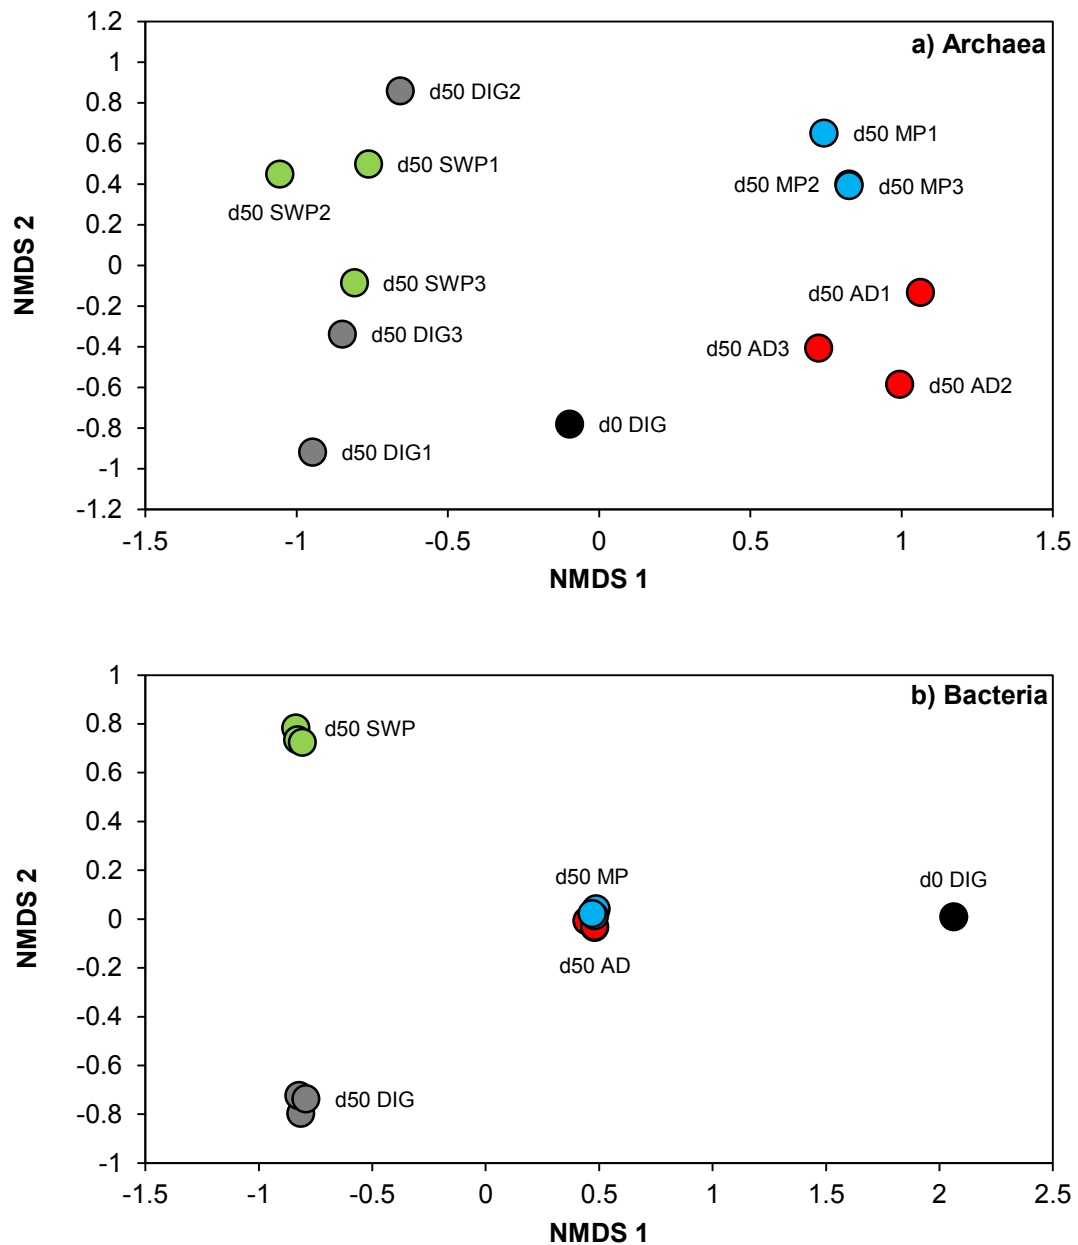 a) Archaea
1.2
1
0.8
0.6
0.4
0.2
0
-0.2
-0.4
-0.6
-0.8
-1
-1.2
NMDS 2
d50 DIG2
d50 MP1
d50 SWP1
d50 MP2
d50 MP3
d50 SWP2
d50 SWP3
d50 AD1
d50 DIG3
d50 AD3
d50 AD2
d0 DIG
d50 DIG1
-1.5 -1 -0.5 0 0.5 1 1.5
NMDS 1
b) Bacteria
1
0.8
0.6
0.4
0.2
0
-0.2
-0.4
-0.6
-0.8
-1
NMDS 2
d50 SWP
d50 MP
d0 DIG
d50 AD
d50 DIG
-1.5 -1 -0.5 0 0.5 1 1.5 2 2.5
NMDS 1